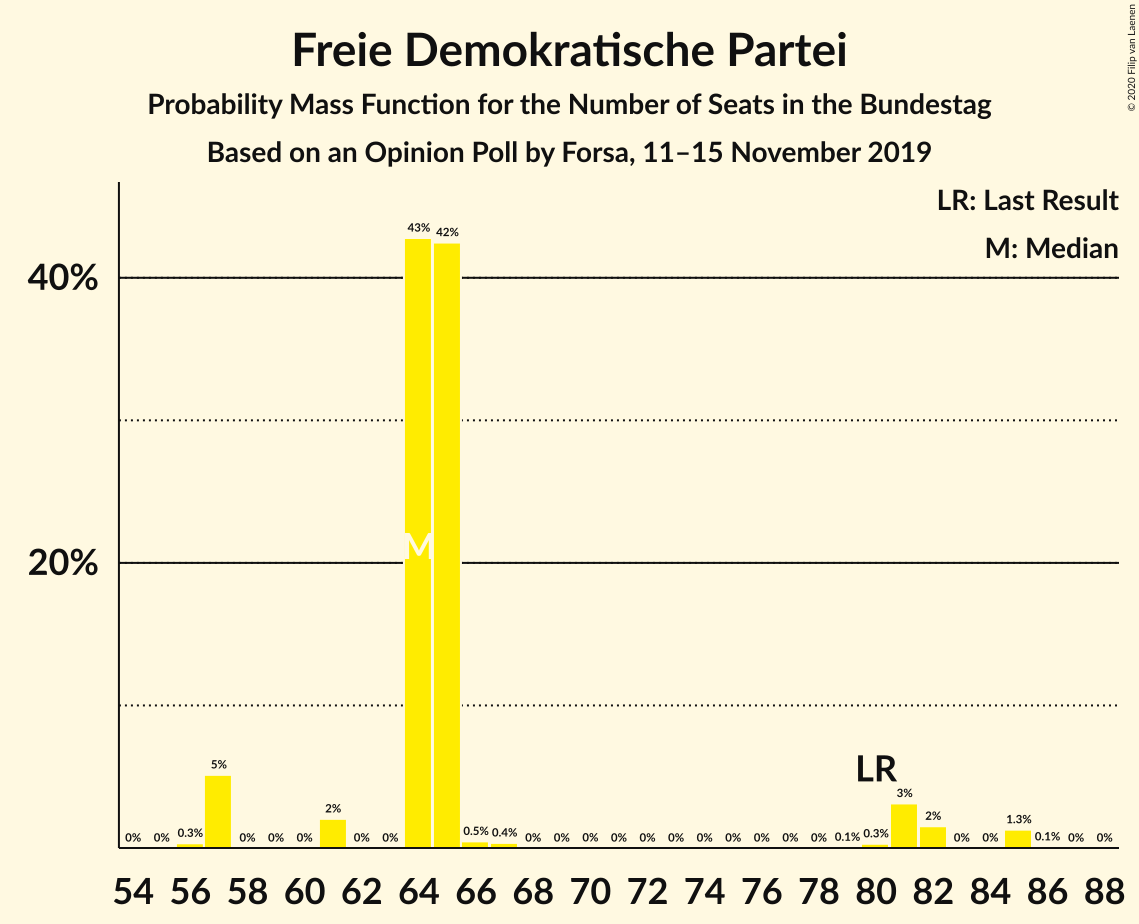 Freie Demokratische Partei
Probability Mass Function for the Number of Seats in the Bundestag
Based on an Opinion Poll by Forsa, 11–15 November 2019
© 2020 Filip van Laenen
LR: Last Result
M: Median
40%
20%
43% 42%
M
LR
0% 0% 0.3% 5% 0% 0% 0% 2% 0% 0% 0.5% 0.4% 0% 0% 0% 0% 0% 0% 0% 0% 0% 0% 0% 0.1% 0.3% 3% 2% 0% 0% 1.3% 0.1% 0% 0%
54 56 58 60 62 64 66 68 70 72 74 76 78 80 82 84 86 88